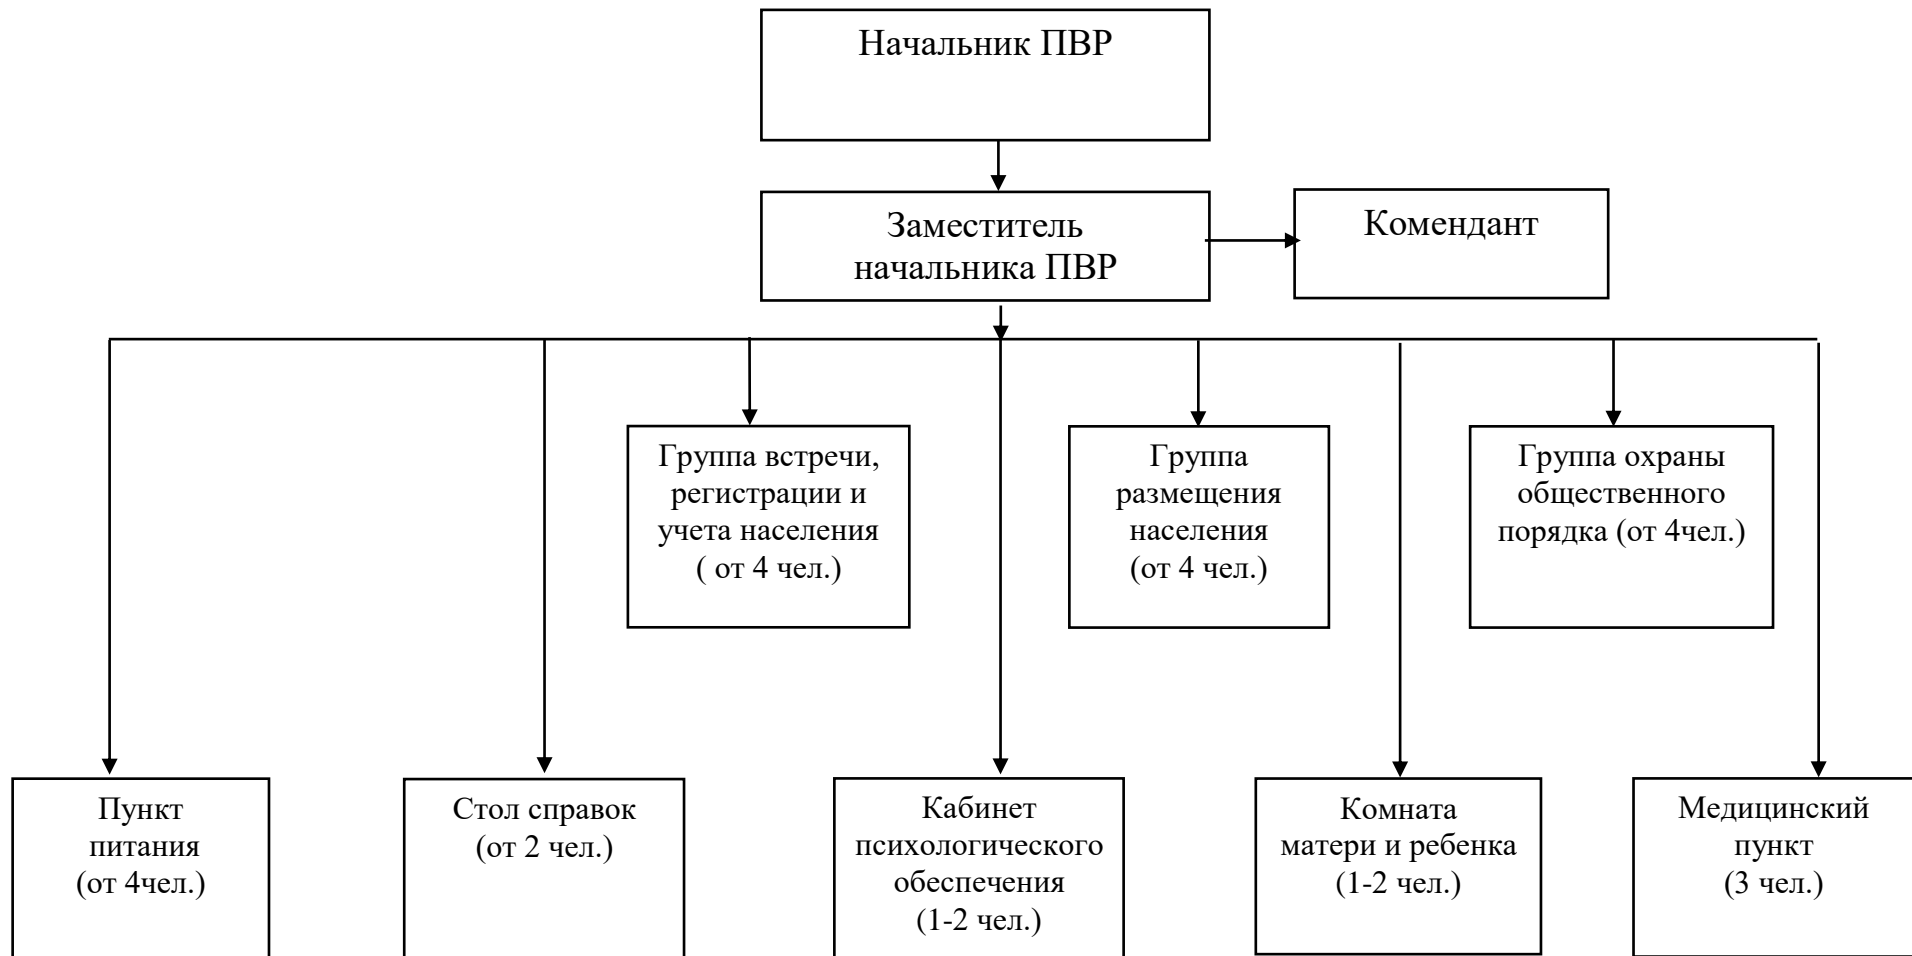 Начальник ПВР
Заместитель
начальника ПВР
Комендант
Группа встречи,
регистрации и
учета населения
( от 4 чел.)
Группа
размещения
населения
(от 4 чел.)
Группа охраны
общественного
порядка (от 4чел.)
Пункт
питания
(от 4чел.)
Стол справок
(от 2 чел.)
Кабинет
психологического
обеспечения
(1-2 чел.)
Комната
матери и ребенка
(1-2 чел.)
Медицинский
пункт
(3 чел.)